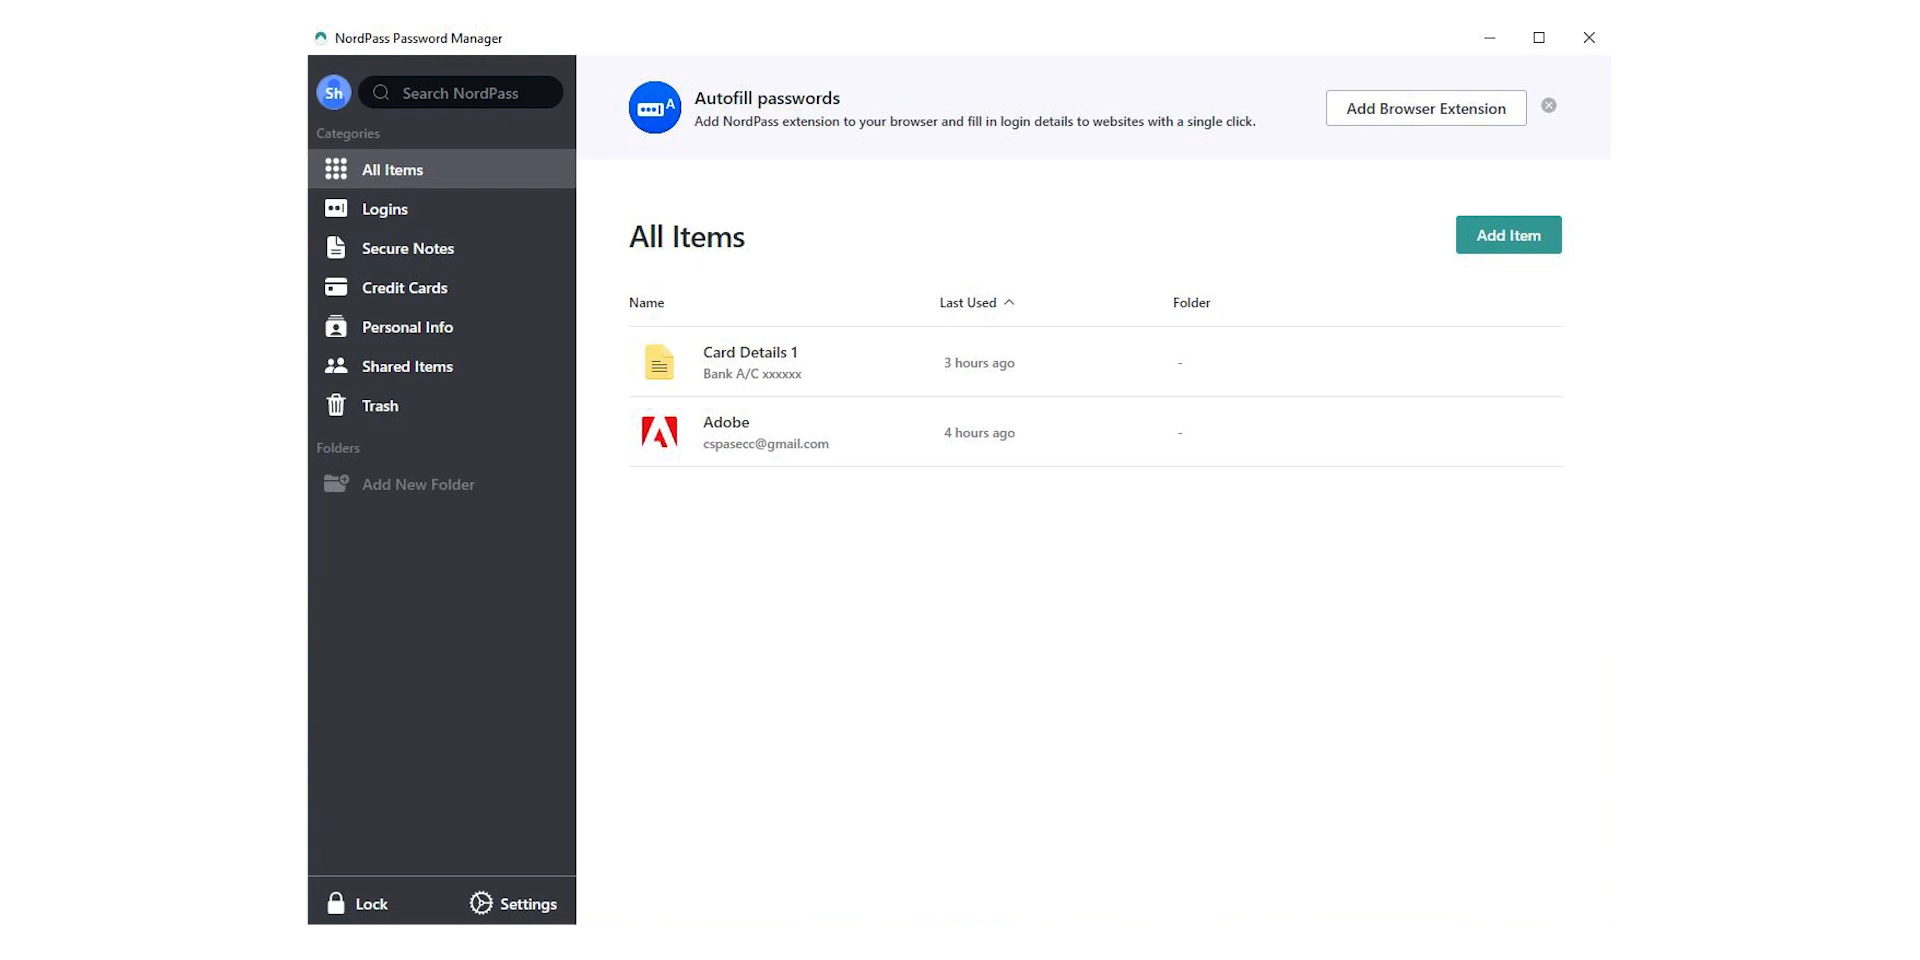 NordPass Password Manager
Sh
Search NordPass
Categories
All Items
Logins
Secure Notes
Credit Cards
Personal Info
Shared Items
Trash
Folders
Add New Folder
Lock
Settings
A
Autofill passwords
Add NordPass extension to your browser and fill in login details to websites with a single click.
Add Browser Extension
All Items
Add Item
Name Last Used Folder
Card Details 1
Bank A/C xxxxxx
3 hours ago -
Adobe
cspasecc@gmail.com
4 hours ago -